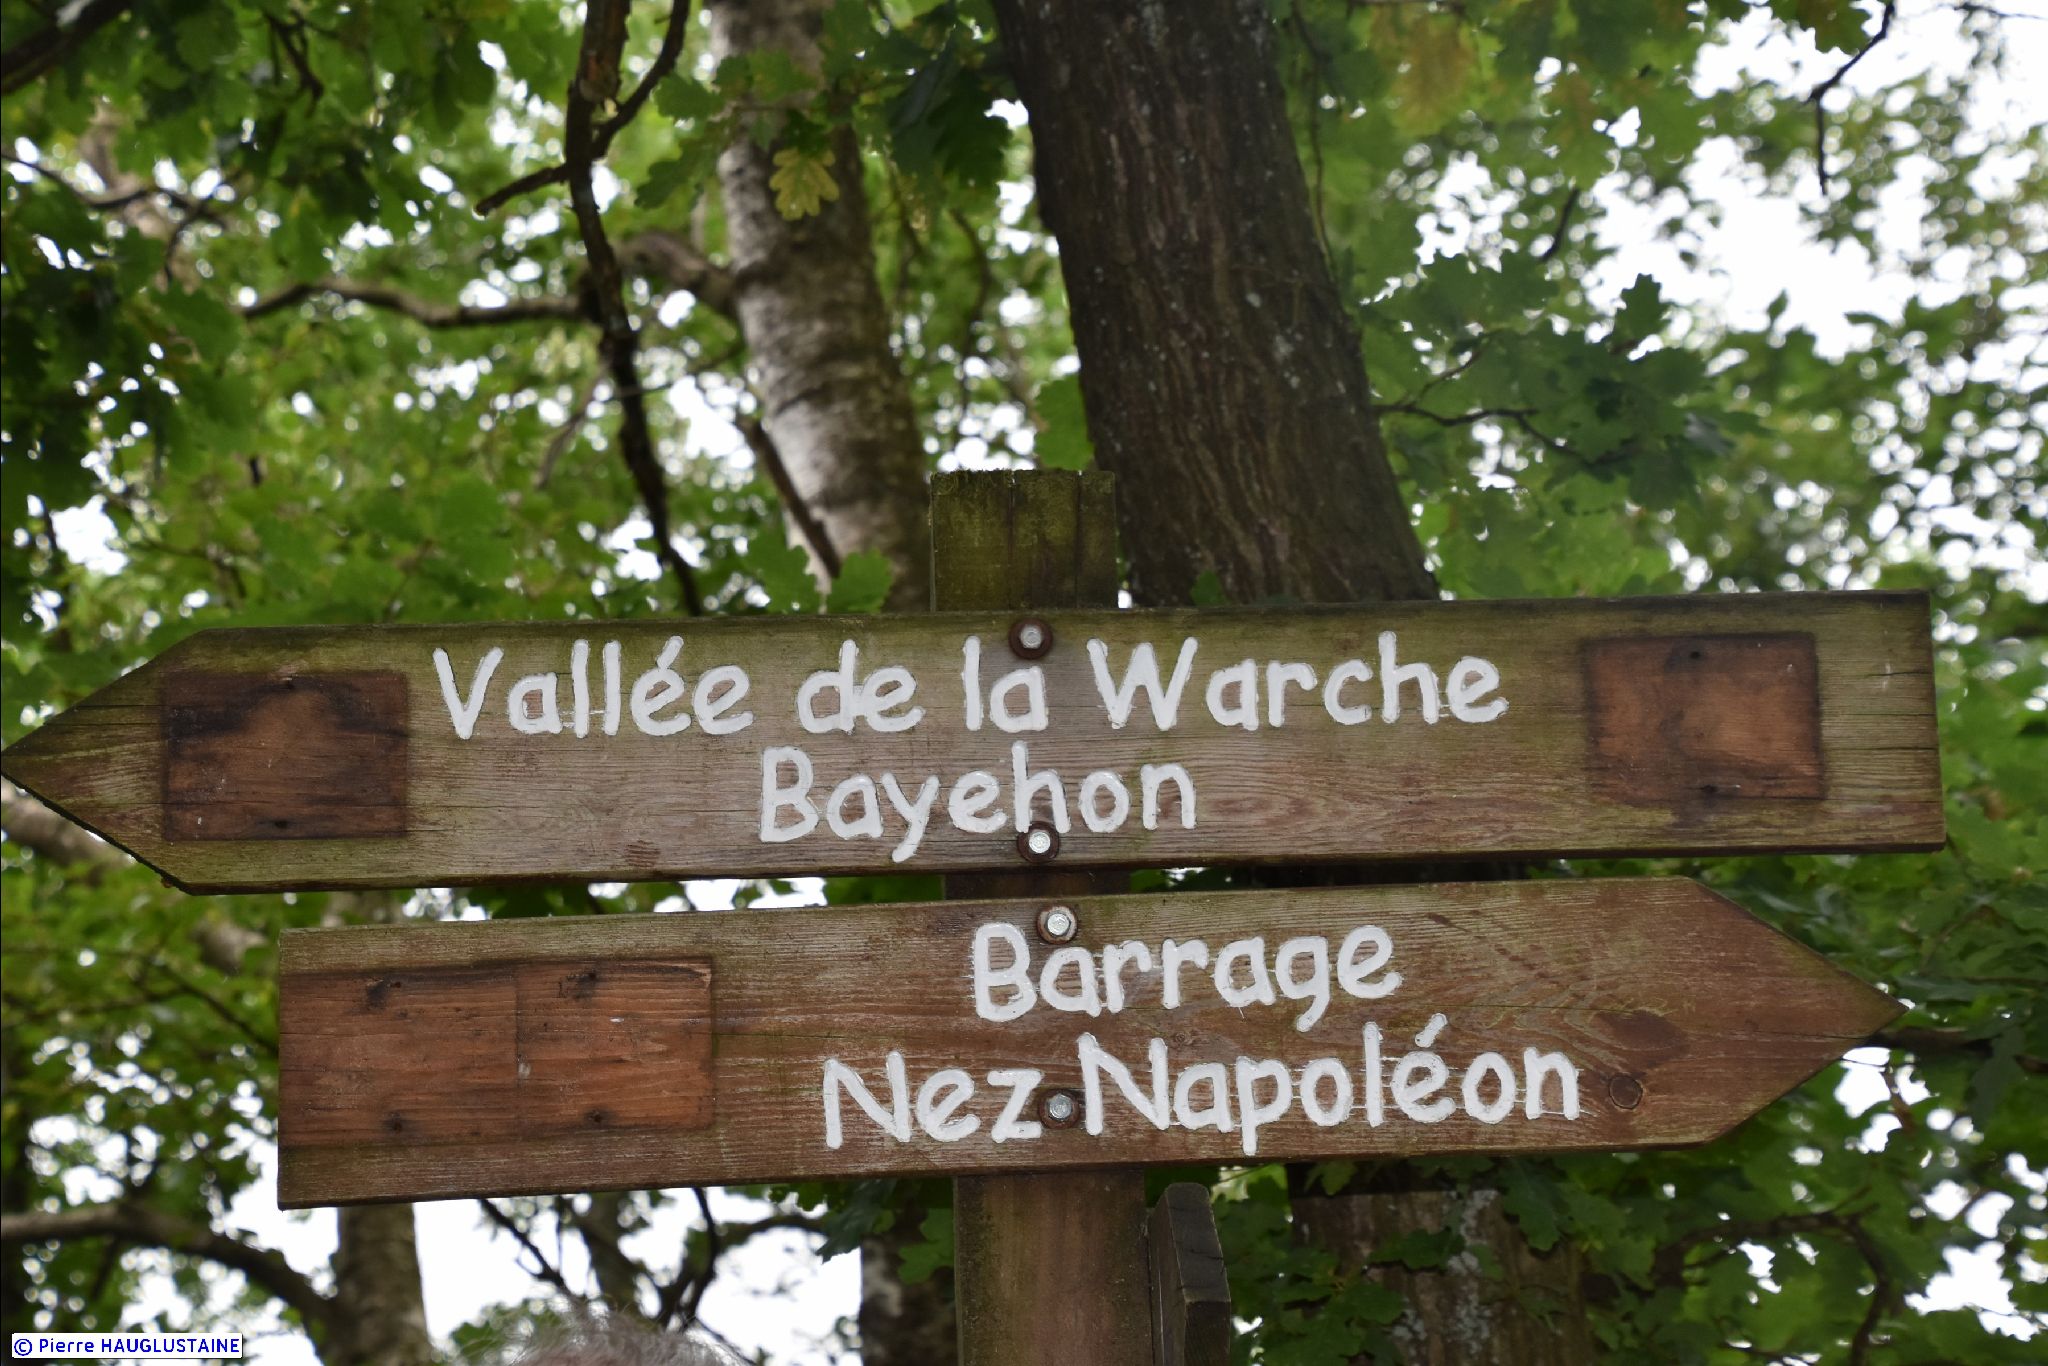 Vallée de la Warche
Bayehon
Barrage
Nez Napoléon
© Pierre HAUGLUSTAINE